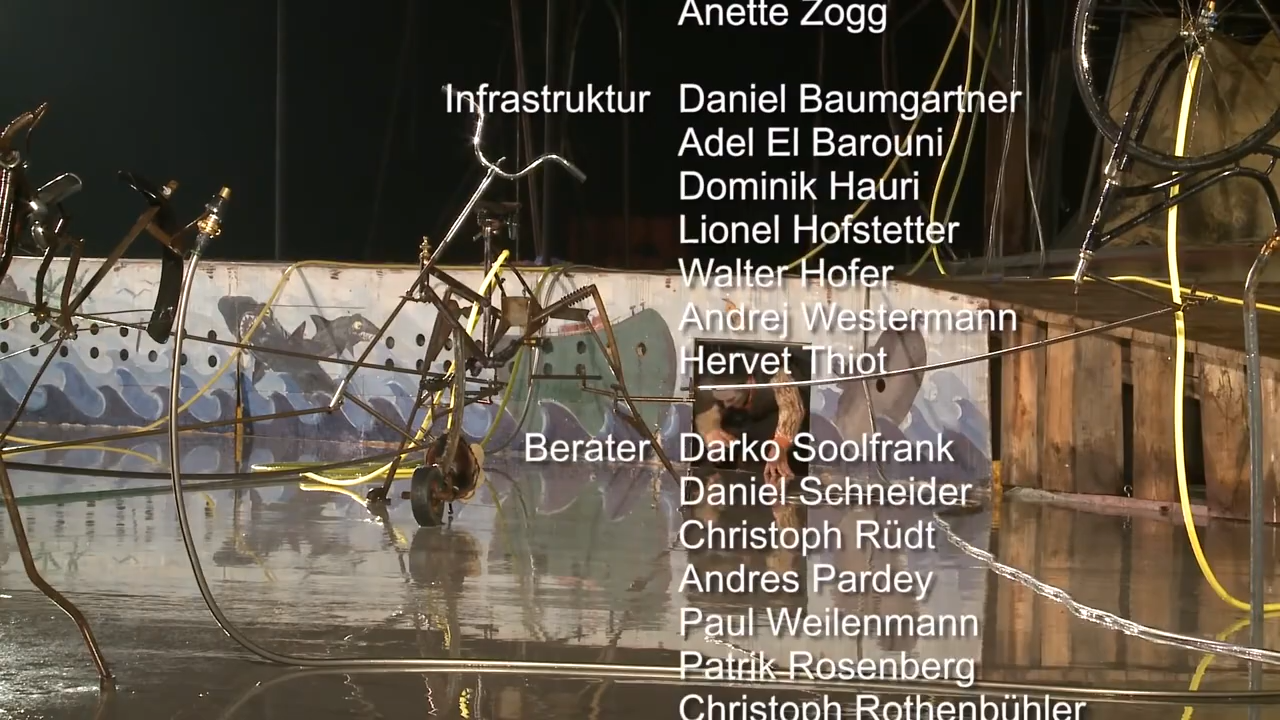 Anette Zogg
Infrastruktur Daniel Baumgartner
Adel El Barouni
Dominik Hauri
Lionel Hofstetter
Walter Hofer
Andrej Westermann
Hervet Thiot
Berater Darko Soolfrank
Daniel Schneider
Christoph Rüdt
Andres Pardey
Paul Weilenmann
Patrik Rosenberg
Christoph Rothenbühler